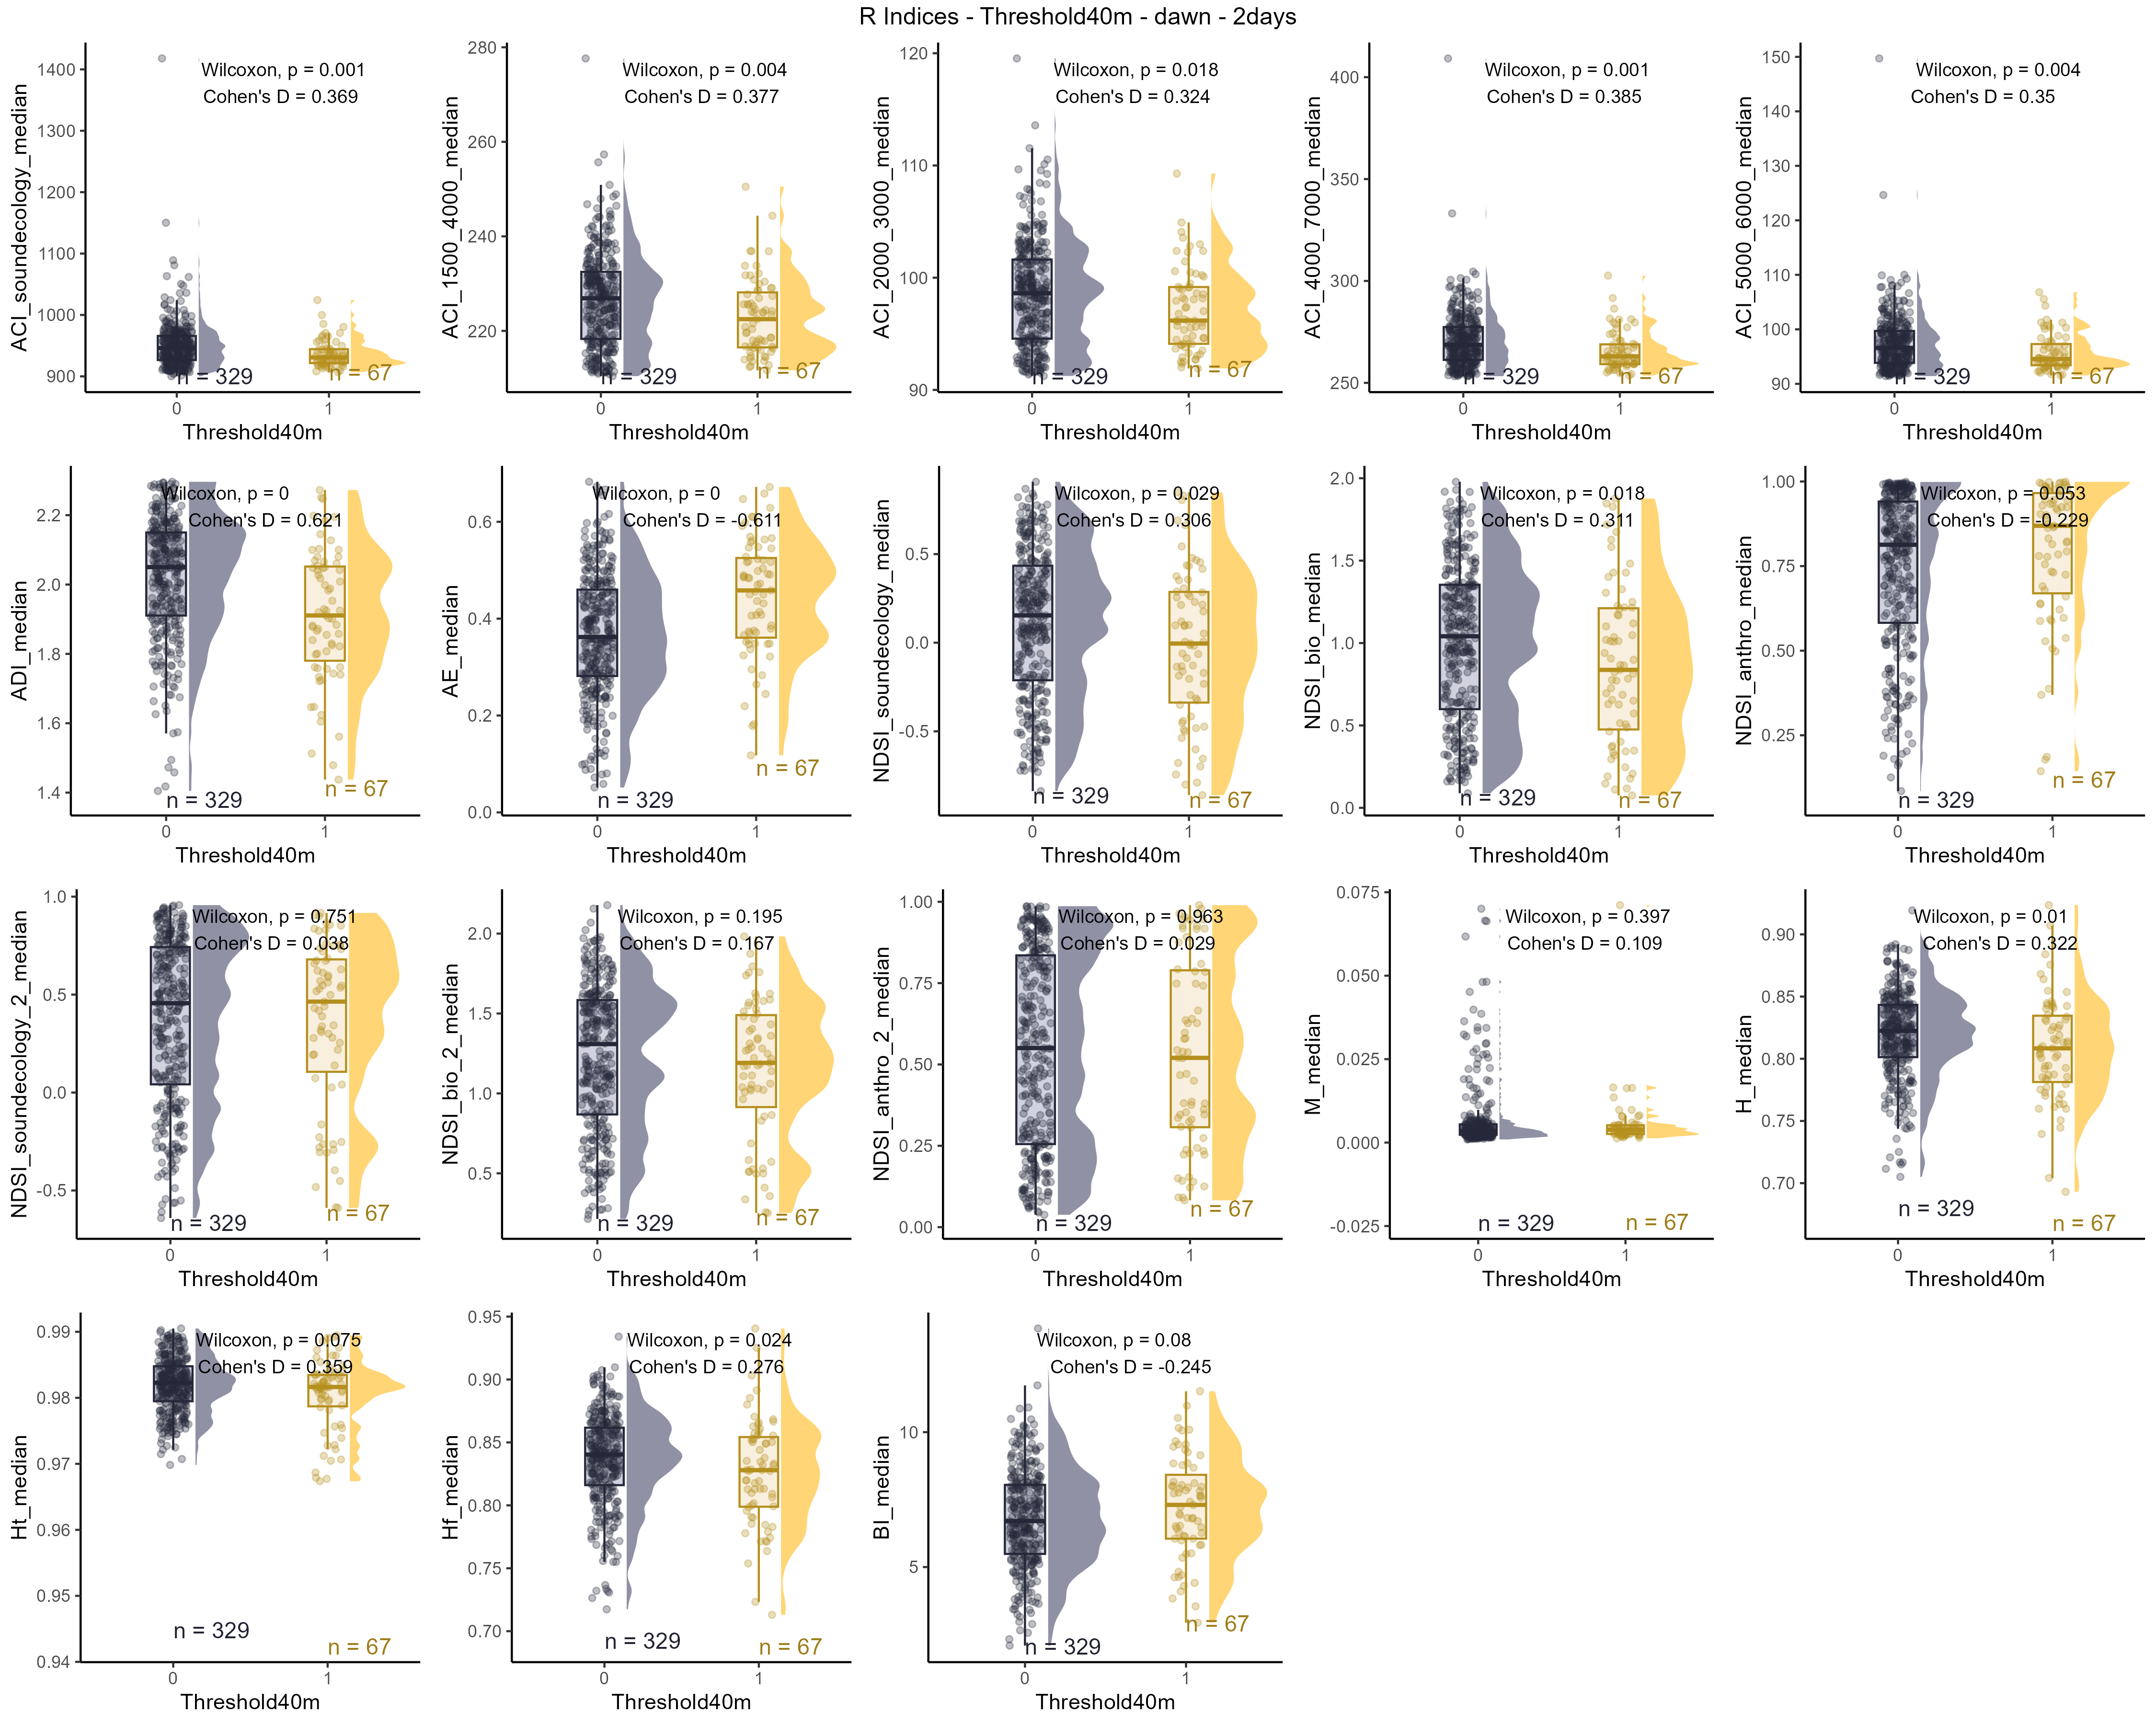 R Indices - Threshold40m - dawn - 2days
ACI_soundecology_median
1400
1300
1200
1100
1000
900
Wilcoxon, p = 0.001
Cohen's D = 0.369
n = 329
n = 67
0
1
Threshold40m
ACI_1500_4000_median
280
260
240
220
Wilcoxon, p = 0.004
Cohen's D = 0.377
n = 329
n = 67
0
1
Threshold40m
ACI_2000_3000_median
120
110
100
90
Wilcoxon, p = 0.018
Cohen's D = 0.324
n = 329
n = 67
0
1
Threshold40m
ACI_4000_7000_median
400
350
300
250
Wilcoxon, p = 0.001
Cohen's D = 0.385
n = 329
n = 67
0
1
Threshold40m
ACI_5000_6000_median
150
140
130
120
110
100
90
Wilcoxon, p = 0.004
Cohen's D = 0.35
n = 329
n = 67
0
1
Threshold40m
ADI_median
2.2
2.0
1.8
1.6
1.4
Wilcoxon, p = 0
Cohen's D = 0.621
n = 329
n = 67
0
1
Threshold40m
AE_median
0.6
0.4
0.2
0.0
Wilcoxon, p = 0
Cohen's D = -0.611
n = 329
n = 67
0
1
Threshold40m
NDSI_soundecology_median
0.5
0.0
-0.5
Wilcoxon, p = 0.029
Cohen's D = 0.306
n = 329
n = 67
0
1
Threshold40m
NDSI_bio_median
2.0
1.5
1.0
0.5
0.0
Wilcoxon, p = 0.018
Cohen's D = 0.311
n = 329
n = 67
0
1
Threshold40m
NDSI_anthro_median
1.00
0.75
0.50
0.25
Wilcoxon, p = 0.053
Cohen's D = -0.229
n = 329
n = 67
0
1
Threshold40m
NDSI_soundecology_2_median
1.0
0.5
0.0
-0.5
Wilcoxon, p = 0.751
Cohen's D = 0.038
n = 329
n = 67
0
1
Threshold40m
NDSI_bio_2_median
2.0
1.5
1.0
0.5
Wilcoxon, p = 0.195
Cohen's D = 0.167
n = 329
n = 67
0
1
Threshold40m
NDSI_anthro_2_median
1.00
0.75
0.50
0.25
0.00
Wilcoxon, p = 0.963
Cohen's D = 0.029
n = 329
n = 67
0
1
Threshold40m
M_median
0.075
0.050
0.025
0.000
-0.025
Wilcoxon, p = 0.397
Cohen's D = 0.109
n = 329
n = 67
0
1
Threshold40m
H_median
0.90
0.85
0.80
0.75
0.70
Wilcoxon, p = 0.01
Cohen's D = 0.322
n = 329
n = 67
0
1
Threshold40m
Ht_median
0.99
0.98
0.97
0.96
0.95
0.94
Wilcoxon, p = 0.075
Cohen's D = 0.359
n = 329
n = 67
0
1
Threshold40m
Hf_median
0.95
0.90
0.85
0.80
0.75
0.70
Wilcoxon, p = 0.024
Cohen's D = 0.276
n = 329
n = 67
0
1
Threshold40m
BI_median
10
5
Wilcoxon, p = 0.08
Cohen's D = -0.245
n = 329
n = 67
0
1
Threshold40m